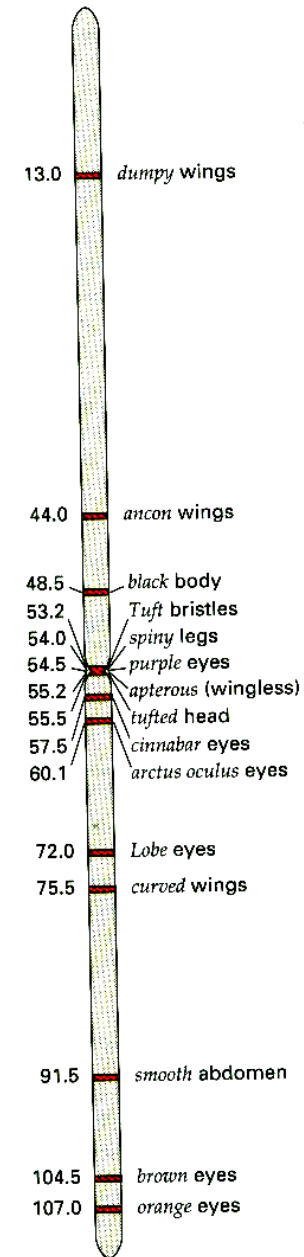 13.0 dumpy wings
44.0 ancon wings
48.5 black body
53.2 Tuft bristles
54.0 spiny legs
54.5 purple eyes
55.2 apterous (wingless)
55.5 tufted head
57.5 cinnabar eyes
60.1 arctus oculus eyes
72.0 Lobe eyes
75.5 curved wings
91.5 smooth abdomen
104.5 brown eyes
107.0 orange eyes